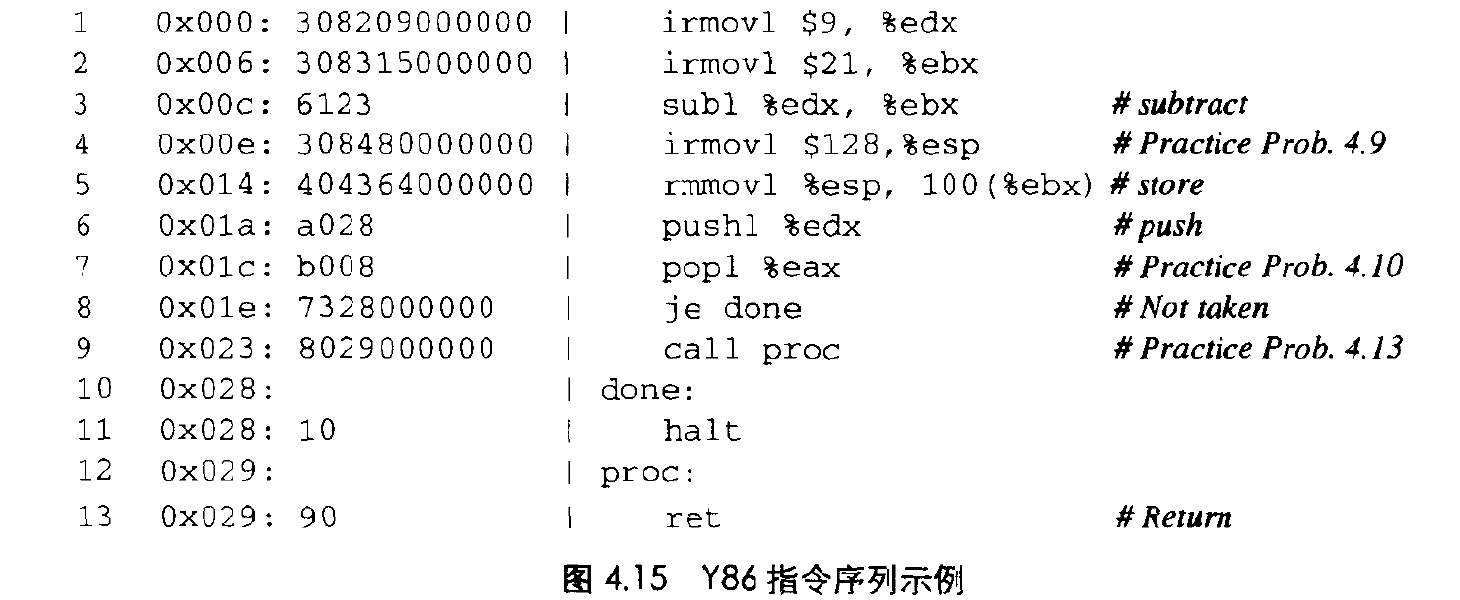 1 0x000: 308209000000 | irmovl $9, %edx
2 0x006: 308315000000 | irmovl $21, %ebx
3 0x00c: 6123 | subl %edx, %ebx # subtract
4 0x00e: 308480000000 | irmovl $128,%esp # Practice Prob. 4.9
5 0x014: 404364000000 | rmmovl %esp, 100(%ebx) # store
6 0x01a: a028 | pushl %edx # push
7 0x01c: b008 | popl %eax # Practice Prob. 4.10
8 0x01e: 7328000000 | je done # Not taken
9 0x023: 8029000000 | call proc # Practice Prob. 4.13
10 0x028: | done:
11 0x028: 10 | halt
12 0x029: | proc:
13 0x029: 90 | ret # Return
图 4.15 Y86 指令序列示例